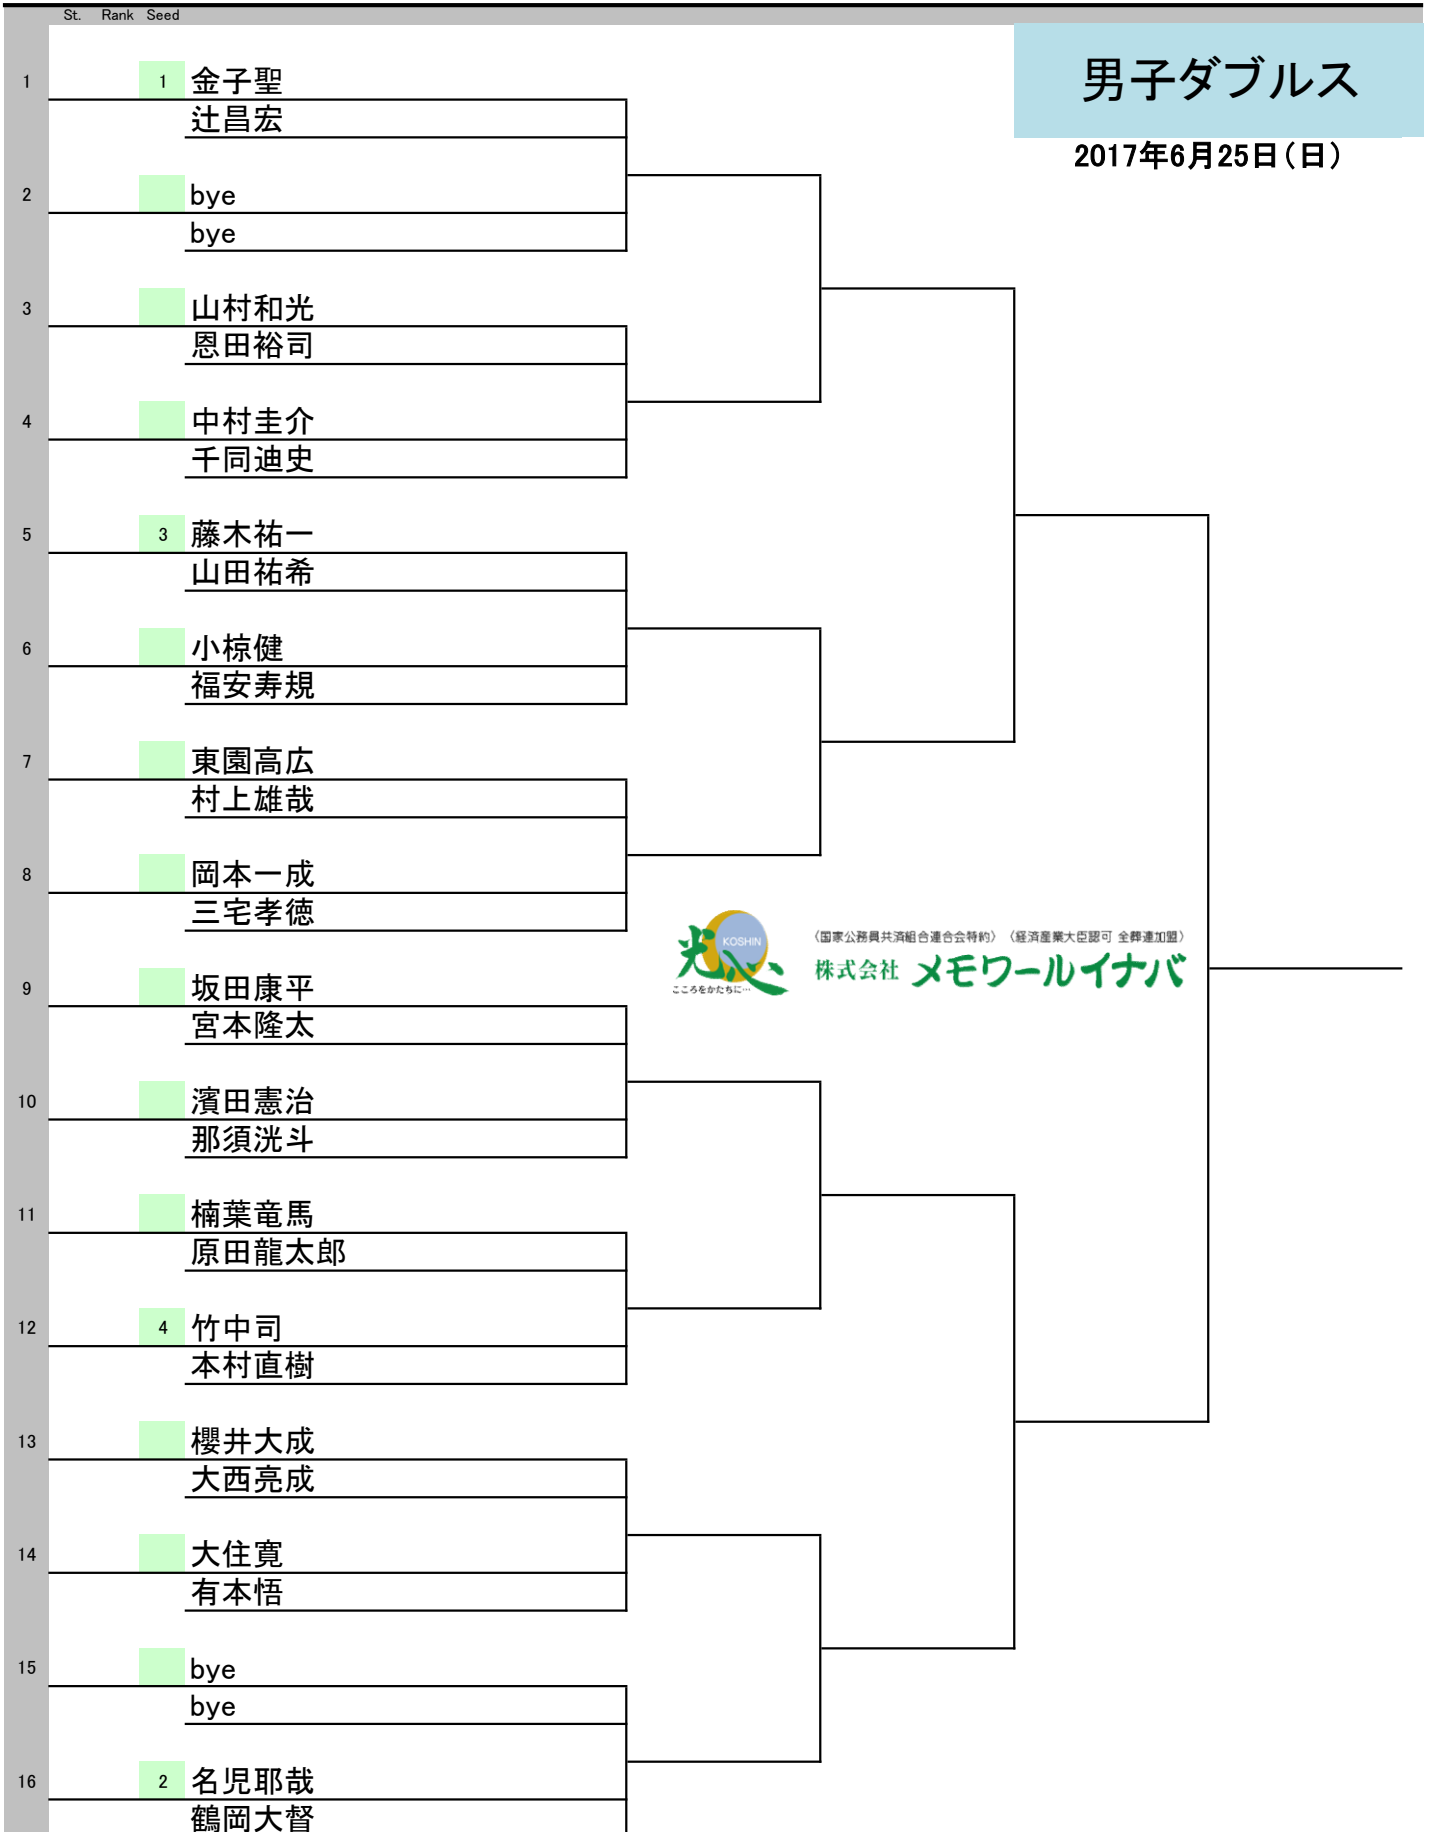 St. Rank Seed
男子ダブルス
2017年6月25日(日)
1 1 金子聖
辻昌宏
2 bye
bye
3 山村和光
恩田裕司
4 中村圭介
千同迪史
5 3 藤木祐一
山田祐希
6 小椋健
福安寿規
7 東園高広
村上雄哉
8 岡本一成
三宅孝徳
光心 KOSHIN
こころをかたちに…
〈国家公務員共済組合連合会特約〉〈経済産業大臣認可 全葬連加盟〉
株式会社 メモワールイナバ
9 坂田康平
宮本隆太
10 濱田憲治
那須洸斗
11 楠葉竜馬
原田龍太郎
12 4 竹中司
本村直樹
13 櫻井大成
大西亮成
14 大住寛
有本悟
15 bye
bye
16 2 名児耶哉
鶴岡大督